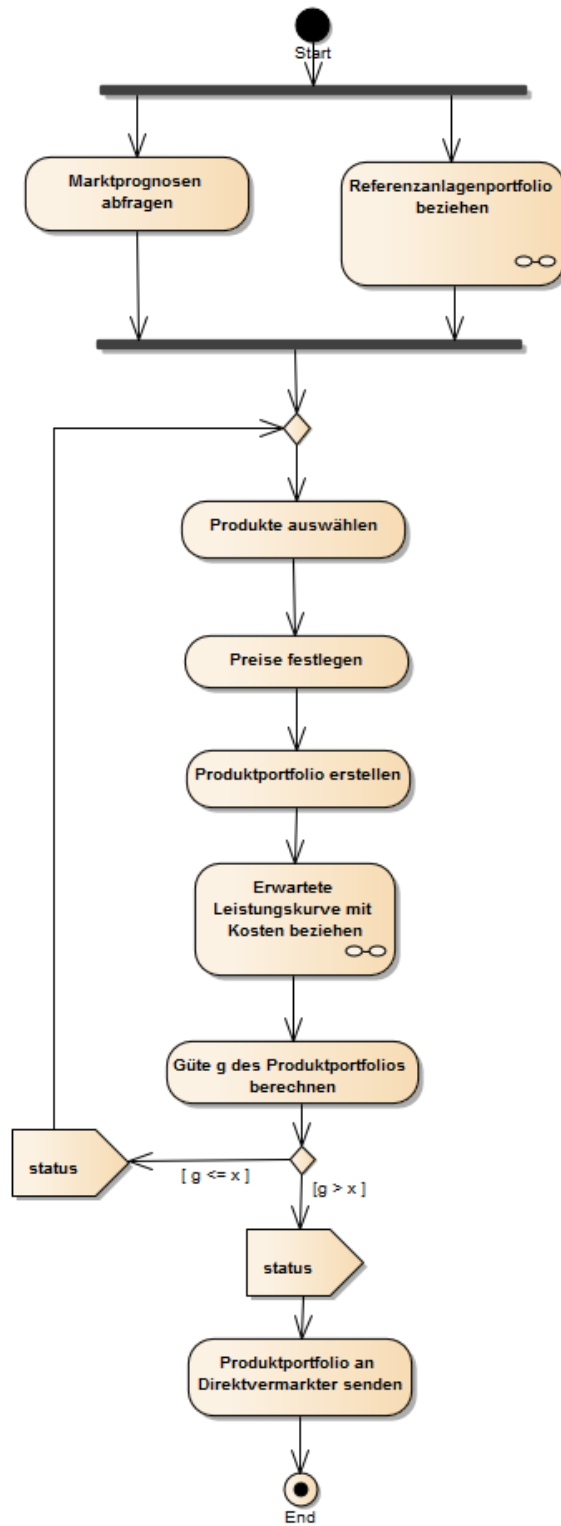 Start
Marktprognosen
abfragen
Referenzanlagenportfolio
beziehen
Produkte auswählen
Preise festlegen
Produktportfolio erstellen
Erwartete
Leistungskurve mit
Kosten beziehen
Güte g des Produktportfolios
berechnen
status
[ g <= x ]
[g > x ]
status
Produktportfolio an
Direktvermarkter senden
End